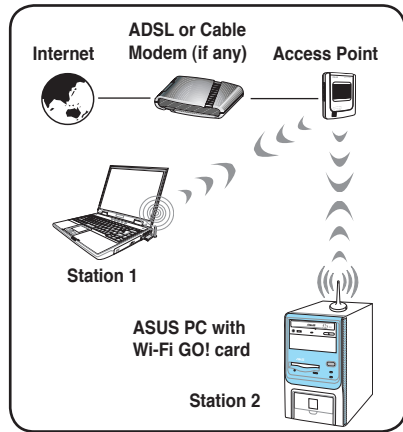 ADSL or Cable
Modem (if any)
Internet
Access Point
Station 1
ASUS PC with
Wi-Fi GO! card
Station 2